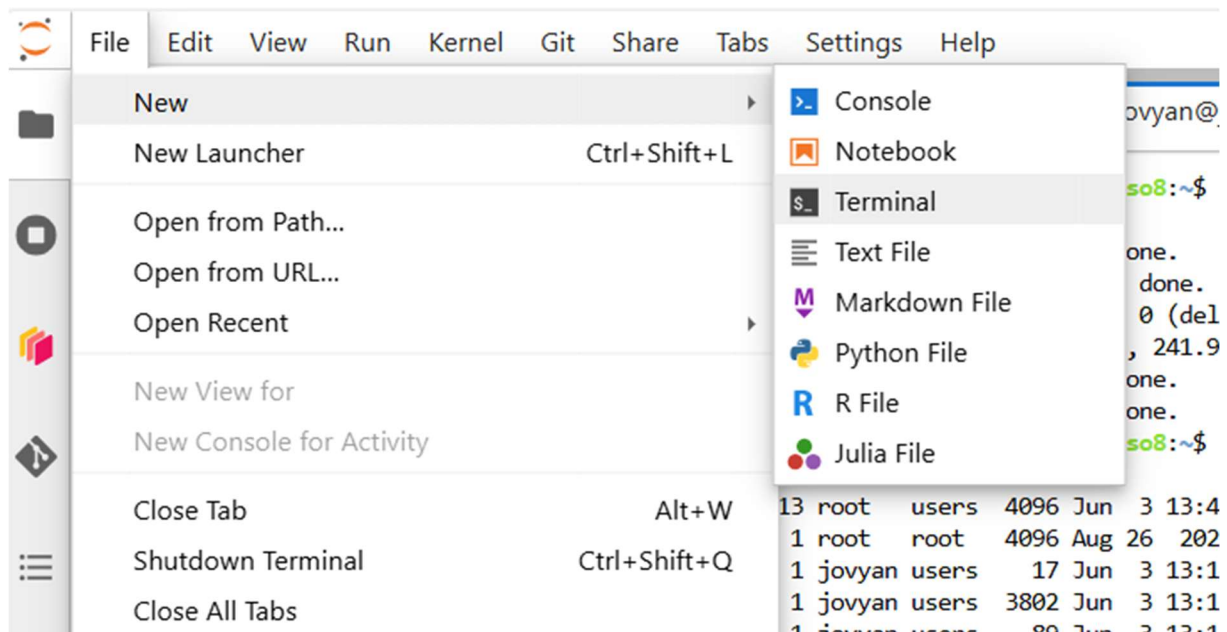 File Edit View Run Kernel Git Share Tabs Settings Help
New
New Launcher Ctrl+Shift+L
Open from Path...
Open from URL...
Open Recent
New View for
New Console for Activity
Close Tab Alt+W
Shutdown Terminal Ctrl+Shift+Q
Close All Tabs
Console
Notebook
$_ Terminal
Text File
M Markdown File
Python File
R R File
Julia File
ovyan@
so8:~$
one.
done.
0 (del
, 241.9
one.
one.
so8:~$
13 root users 4096 Jun 3 13:4
1 root root 4096 Aug 26 202
1 jovyan users 17 Jun 3 13:1
1 jovyan users 3802 Jun 3 13:1